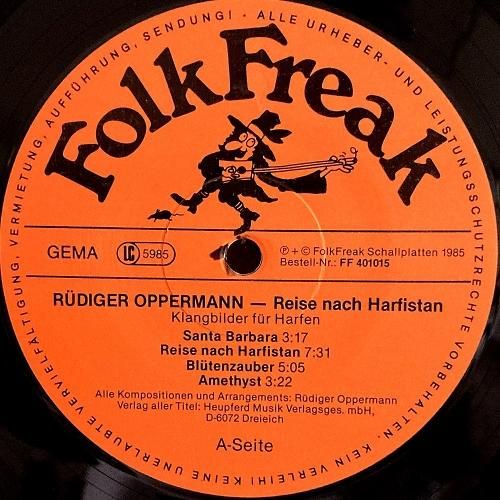 ALLE URHEBER- UND LEISTUNGSSCHUTZRECHTE VORBEHALTEN · KEIN VERLEIH! KEINE UNERLAUBTE VERVIELFÄLTIGUNG, VERMIETUNG, AUFFÜHRUNG, SENDUNG! ·
FolkFreak
GEMA
LC 5985
℗ + © FolkFreak Schallplatten 1985
Bestell-Nr.: FF 401015
RÜDIGER OPPERMANN — Reise nach Harfistan
Klangbilder für Harfen
Santa Barbara 3:17
Reise nach Harfistan 7:31
Blütenzauber 5:05
Amethyst 3:22
Alle Kompositionen und Arrangements: Rüdiger Oppermann
Verlag aller Titel: Heupferd Musik Verlagsges. mbH,
D-6072 Dreieich
A-Seite